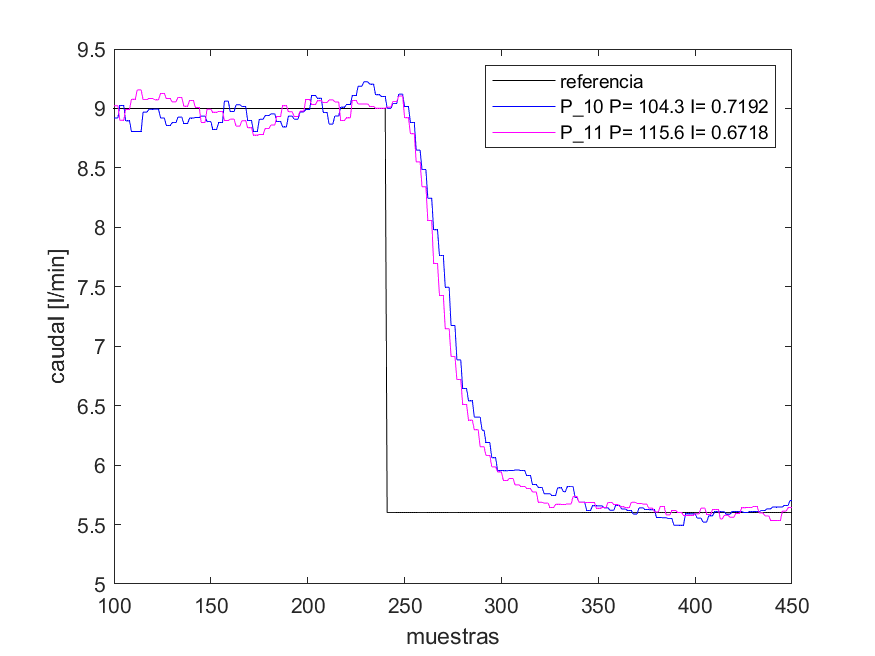 9.5
9
8.5
8
7.5
7
6.5
6
5.5
5
caudal [l/min]
referencia
P_10 P= 104.3 I= 0.7192
P_11 P= 115.6 I= 0.6718
100 150 200 250 300 350 400 450
muestras